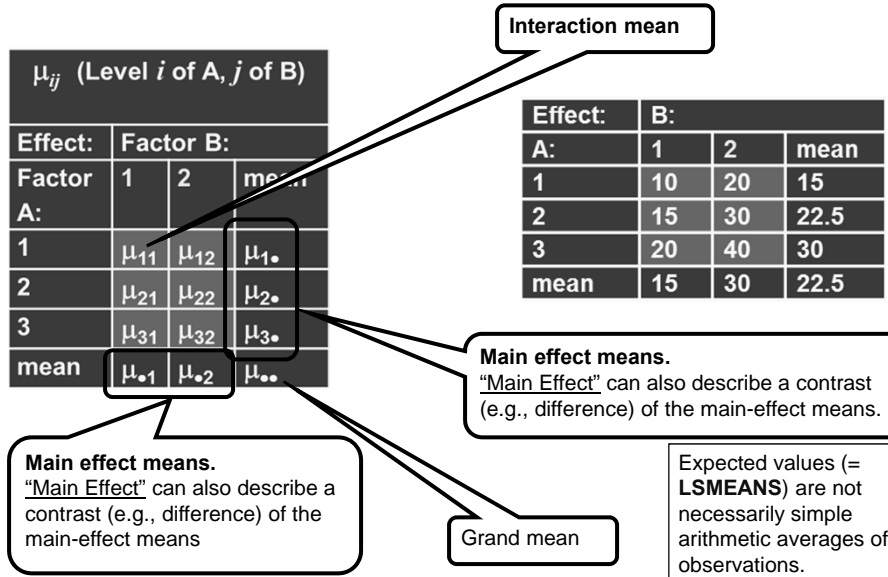 Interaction mean
μij (Level i of A, j of B)
Effect: Factor B:
Factor A: 1 2 mean
1 μ11 μ12 μ1•
2 μ21 μ22 μ2•
3 μ31 μ32 μ3•
mean μ•1 μ•2 μ••
Effect: B:
A: 1 2 mean
1 10 20 15
2 15 30 22.5
3 20 40 30
mean 15 30 22.5
Main effect means.
"Main Effect" can also describe a contrast
(e.g., difference) of the main-effect means.
Main effect means.
"Main Effect" can also describe a
contrast (e.g., difference) of the
main-effect means
Grand mean
Expected values (=
LSMEANS) are not
necessarily simple
arithmetic averages of
observations.